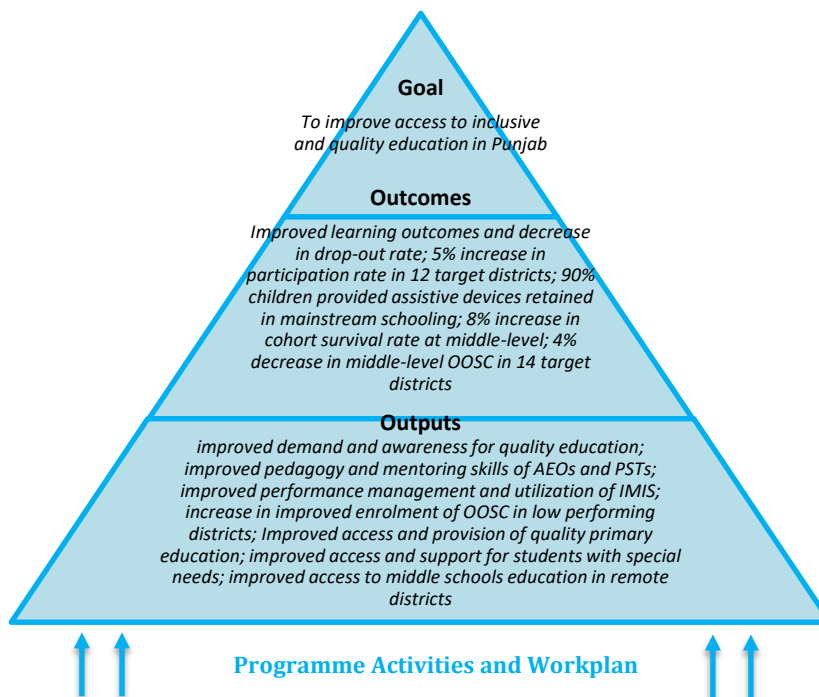 Goal
To improve access to inclusive
and quality education in Punjab
Outcomes
Improved learning outcomes and decrease
in drop-out rate; 5% increase in
participation rate in 12 target districts; 90%
children provided assistive devices retained
in mainstream schooling; 8% increase in
cohort survival rate at middle-level; 4%
decrease in middle-level OOSC in 14 target
districts
Outputs
improved demand and awareness for quality education;
improved pedagogy and mentoring skills of AEOs and PSTs;
improved performance management and utilization of IMIS;
increase in improved enrolment of OOSC in low performing
districts; Improved access and provision of quality primary
education; improved access and support for students with special
needs; improved access to middle schools education in remote
districts
Programme Activities and Workplan